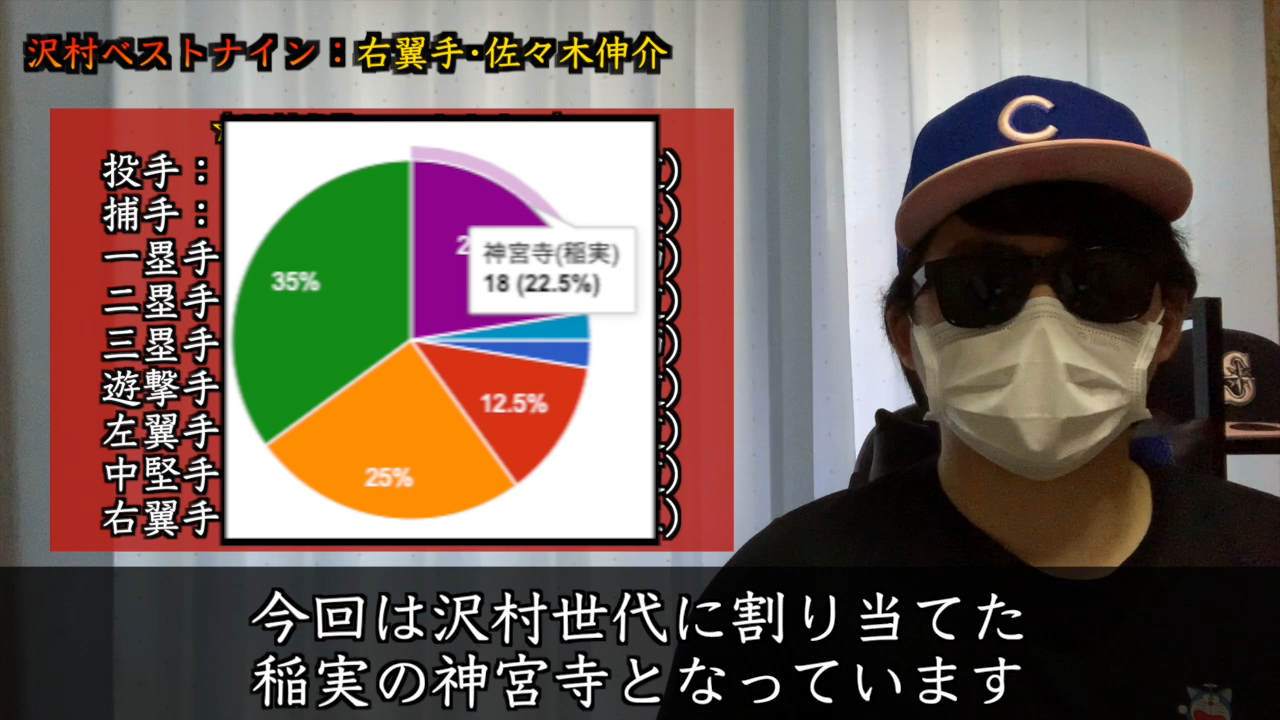 沢村ベストナイン：右翼手・佐々木伸介
投手：
捕手：
一塁手
二塁手
三塁手
遊撃手
左翼手
中堅手
右翼手
35%
神宮寺(稲実)
18 (22.5%)
12.5%
25%
C
S
今回は沢村世代に割り当てた
稲実の神宮寺となっています